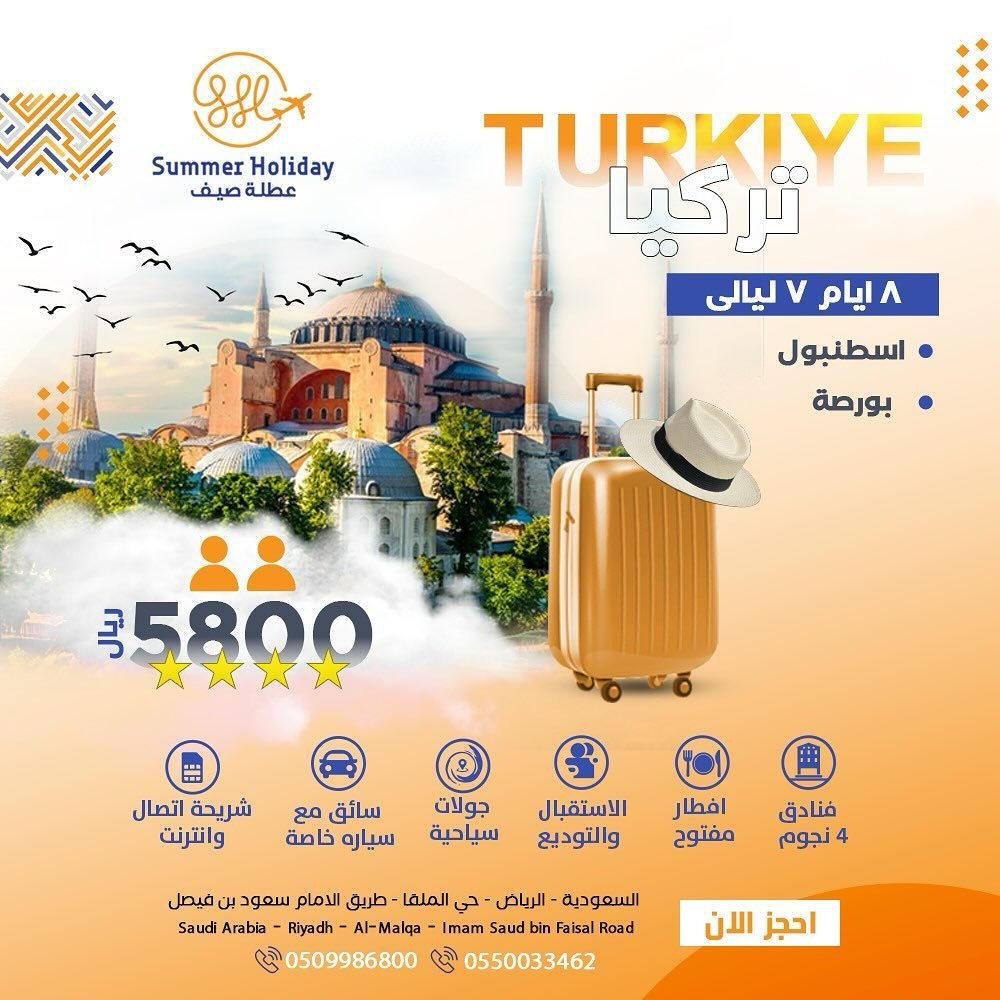 Summer Holiday
عطلة صيف
TURKIYE
تركيا
٨ ايام ٧ ليالى
اسطنبول
بورصة
5800 ريال
فنادق
4 نجوم
افطار
مفتوح
الاستقبال
والتوديع
جولات
سياحية
سائق مع
سياره خاصة
شريحة اتصال
وانترنت
السعودية - الرياض - حي الملقا - طريق الامام سعود بن فيصل
Saudi Arabia - Riyadh - Al-Malqa - Imam Saud bin Faisal Road
0509986800 0550033462
احجز الان